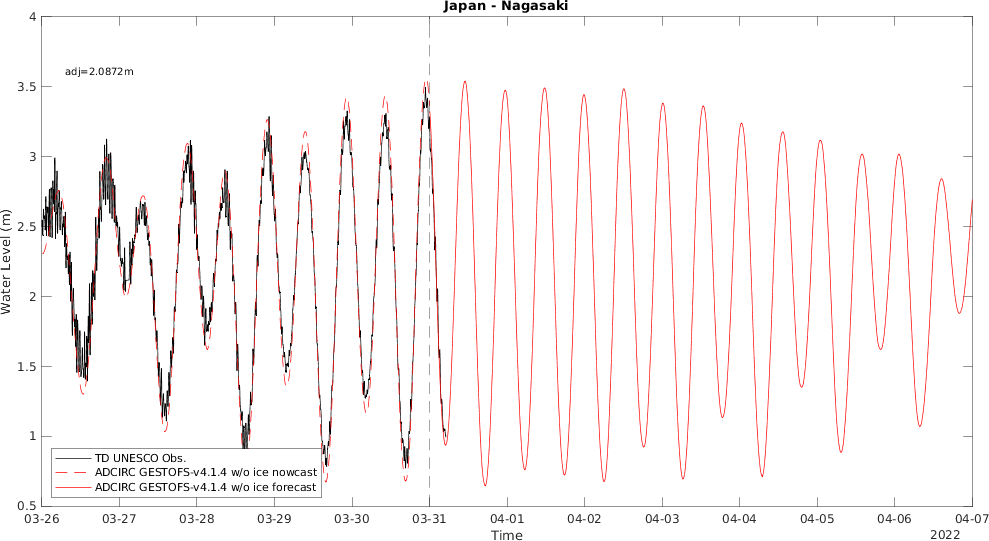 Japan - Nagasaki
4
adj=2.0872m
3.5
3
2.5
Water Level (m)
2
1.5
1
0.5
TD UNESCO Obs.
ADCIRC GESTOFS-v4.1.4 w/o ice nowcast
ADCIRC GESTOFS-v4.1.4 w/o ice forecast
03-26 03-27 03-28 03-29 03-30 03-31 04-01 04-02 04-03 04-04 04-05 04-06 04-07
Time
2022